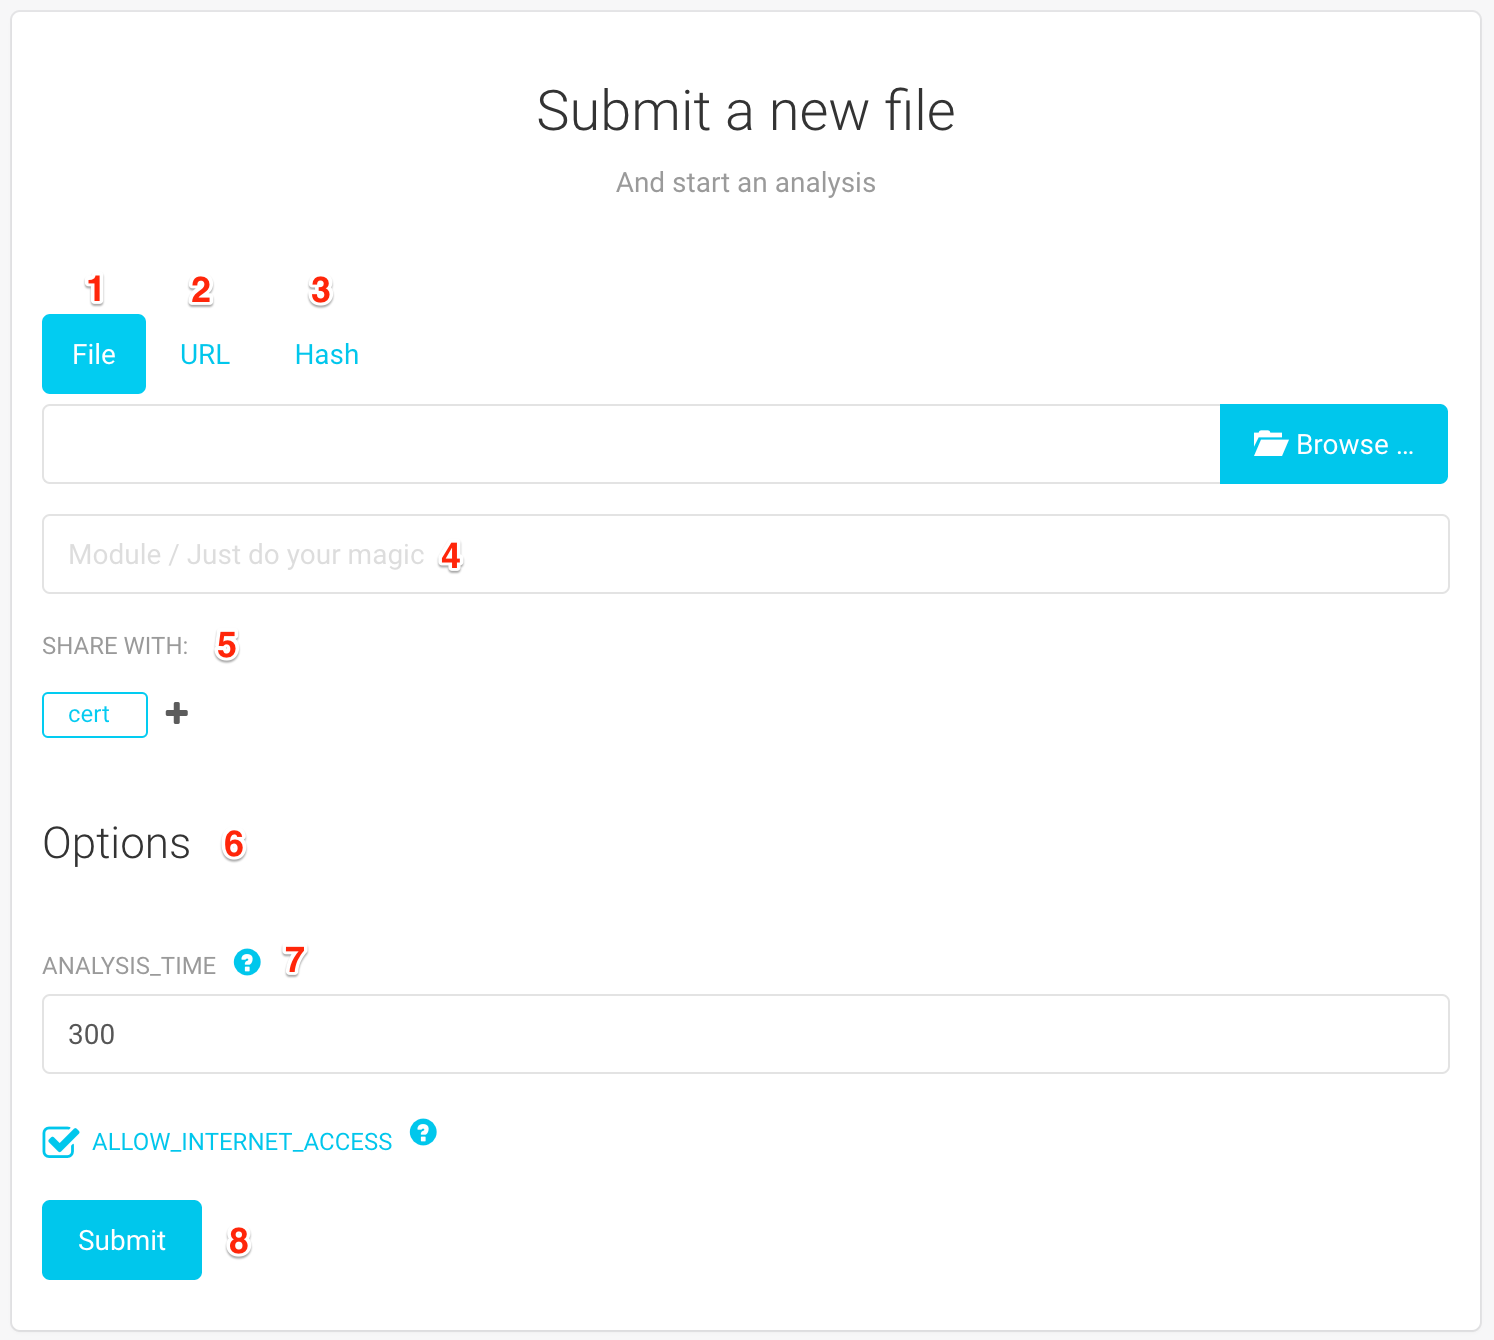 Submit a new file
And start an analysis
1 2 3
File URL Hash
Browse ...
Module / Just do your magic 4
SHARE WITH: 5
cert
Options 6
ANALYSIS_TIME ? 7
300
ALLOW_INTERNET_ACCESS ?
Submit 8